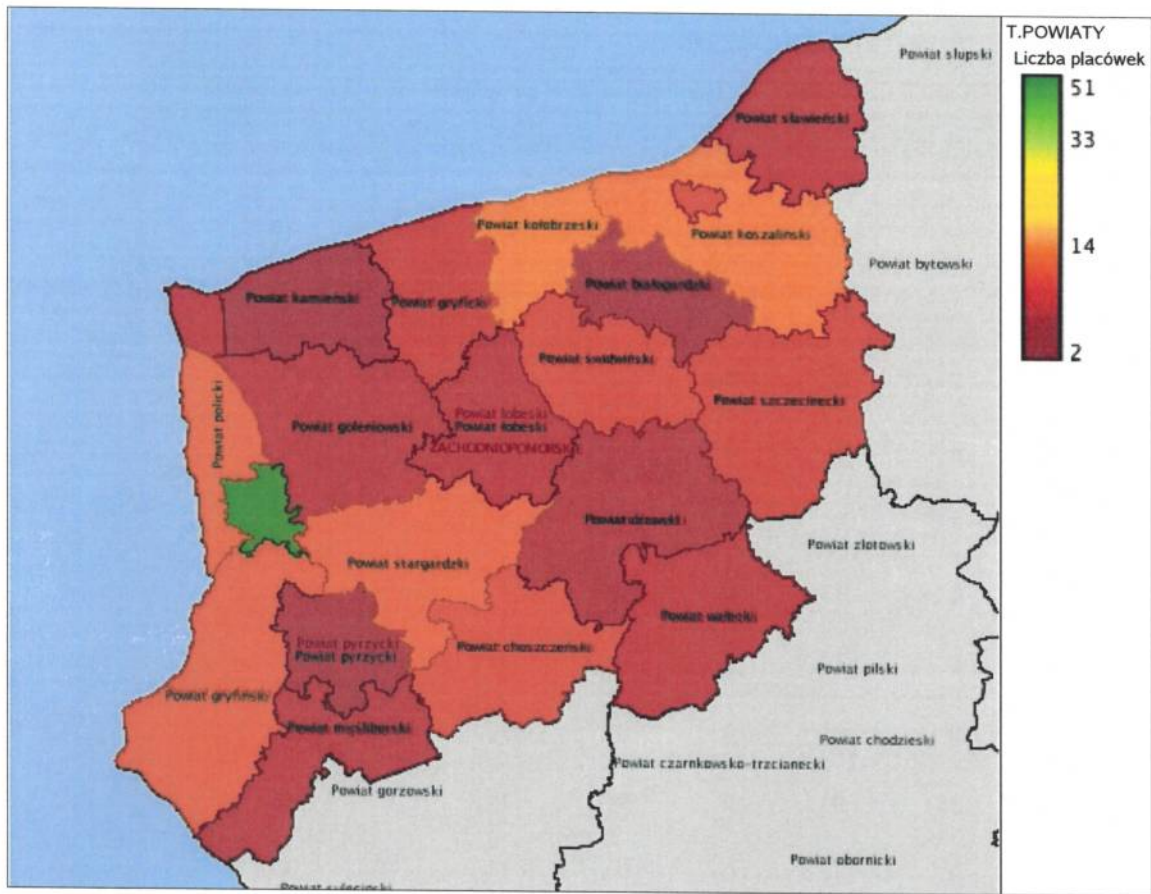 T.POWIATY
Liczba placówek
51
33
14
2
Powiat słupski
Powiat sławieński
Powiat kołobrzeski
Powiat koszaliński
Powiat bytowski
Powiat białogardzki
Powiat kamieński
Powiat gryficki
Powiat świdwiński
Powiat szczecinecki
Powiat policki
Powiat goleniowski
Powiat łobeski
Powiat łobeski
ZACHODNIOPOMORSKIE
Powiat drawski
Powiat złotowski
Powiat stargardzki
Powiat wałecki
Powiat pyrzycki
Powiat pyrzycki
Powiat choszczeński
Powiat pilski
Powiat gryfiński
Powiat myśliborski
Powiat chodzieski
Powiat czarnkowsko-trzcianecki
Powiat gorzowski
Powiat obornicki